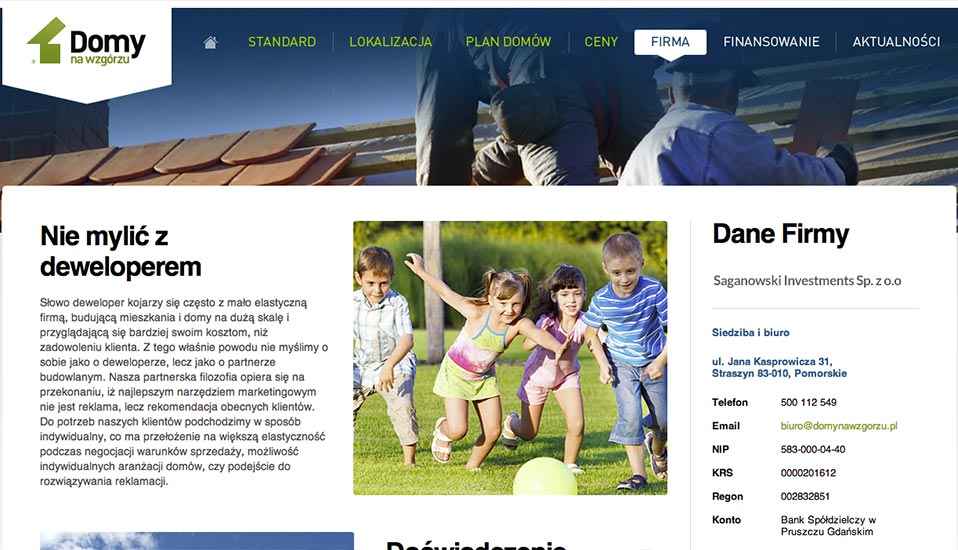 Domy
na wzgórzu
®
STANDARD
LOKALIZACJA
PLAN DOMÓW
CENY
FIRMA
FINANSOWANIE
AKTUALNOŚCI
Nie mylić z
deweloperem
Słowo deweloper kojarzy się często z mało elastyczną
firmą, budującą mieszkania i domy na dużą skalę i
przyglądającą się bardziej swoim kosztom, niż
zadowoleniu klienta. Z tego właśnie powodu nie myślimy o
sobie jako o deweloperze, lecz jako o partnerze
budowlanym. Nasza partnerska filozofia opiera się na
przekonaniu, iż najlepszym narzędziem marketingowym
nie jest reklama, lecz rekomendacja obecnych klientów.
Do potrzeb naszych klientów podchodzimy w sposób
indywidualny, co ma przełożenie na większą elastyczność
podczas negocjacji warunków sprzedaży, możliwość
indywidualnych aranżacji domów, czy podejście do
rozwiązywania reklamacji.
Doświadczenie
Dane Firmy
Saganowski Investments Sp. z o.o
Siedziba i biuro
ul. Jana Kasprowicza 31,
Straszyn 83-010, Pomorskie
Telefon 500 112 549
Email biuro@domynawzgorzu.pl
NIP 583-000-04-40
KRS 0000201612
Regon 002832851
Konto Bank Spółdzielczy w
Pruszczu Gdańskim